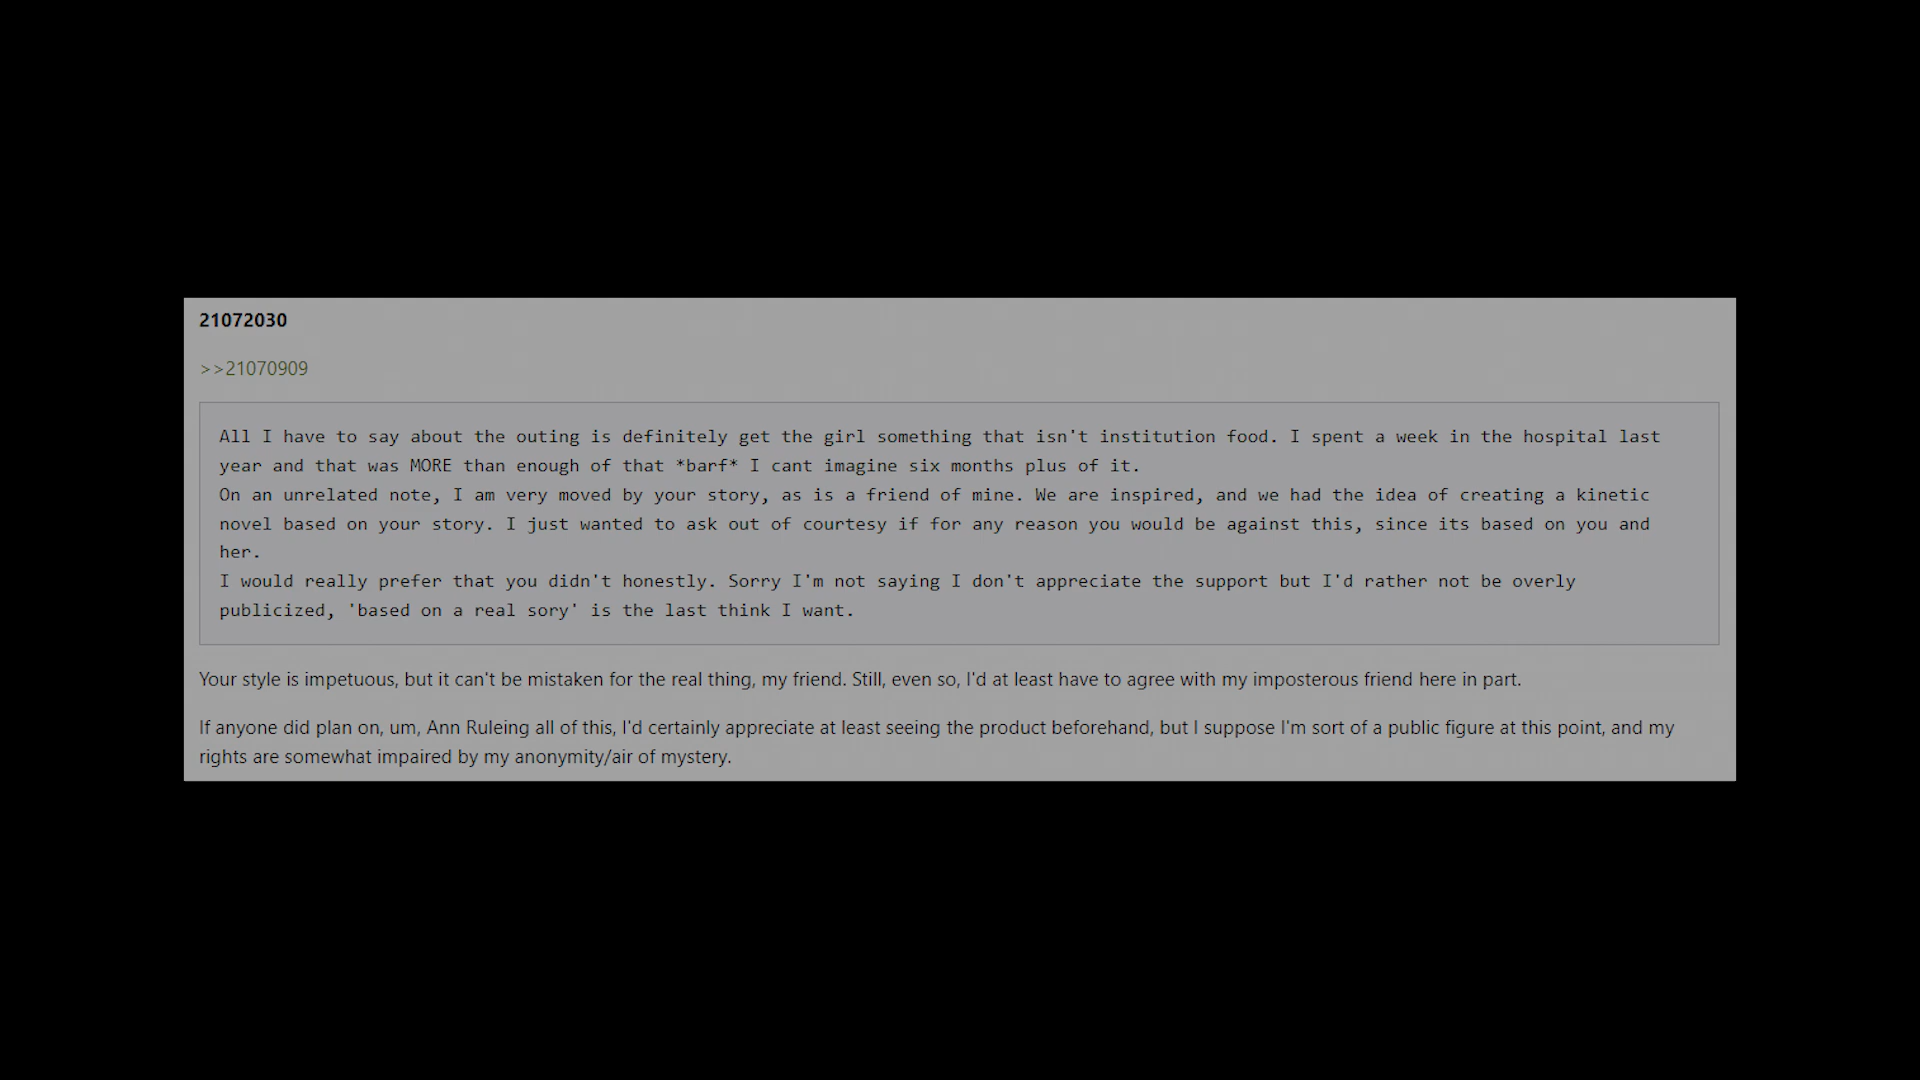 21072030
>>21070909
All I have to say about the outing is definitely get the girl something that isn't institution food. I spent a week in the hospital last
year and that was MORE than enough of that *barf* I cant imagine six months plus of it.
On an unrelated note, I am very moved by your story, as is a friend of mine. We are inspired, and we had the idea of creating a kinetic
novel based on your story. I just wanted to ask out of courtesy if for any reason you would be against this, since its based on you and
her.
I would really prefer that you didn't honestly. Sorry I'm not saying I don't appreciate the support but I'd rather not be overly
publicized, 'based on a real sory' is the last think I want.
Your style is impetuous, but it can't be mistaken for the real thing, my friend. Still, even so, I'd at least have to agree with my imposterous friend here in part.
If anyone did plan on, um, Ann Ruleing all of this, I'd certainly appreciate at least seeing the product beforehand, but I suppose I'm sort of a public figure at this point, and my
rights are somewhat impaired by my anonymity/air of mystery.